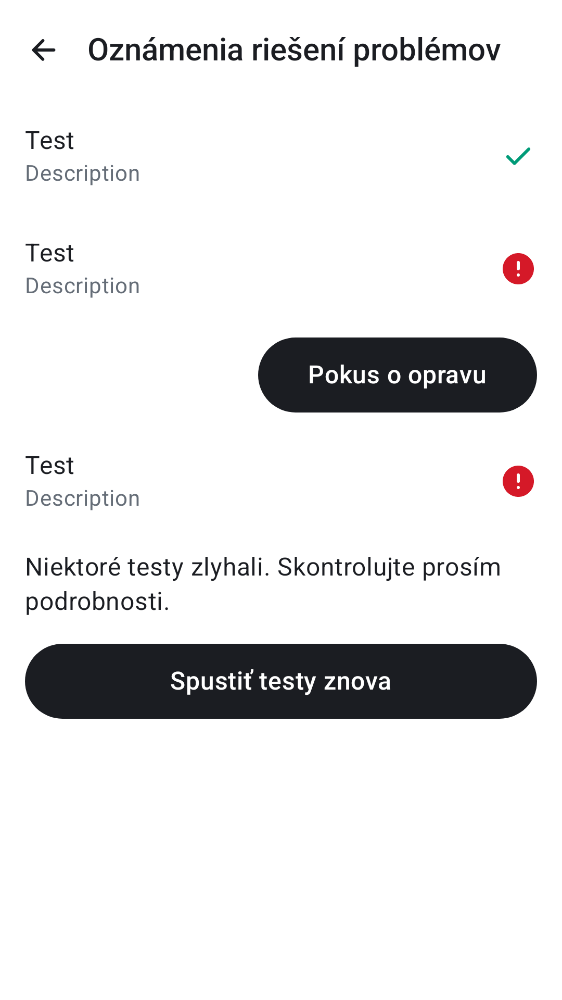 Oznámenia riešení problémov
Test
Description
Test
Description
Pokus o opravu
Test
Description
Niektoré testy zlyhali. Skontrolujte prosím
podrobnosti.
Spustiť testy znova